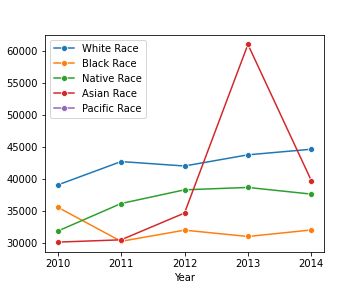 White Race
Black Race
Native Race
Asian Race
Pacific Race
60000
55000
50000
45000
40000
35000
30000
2010
2011
2012
2013
2014
Year